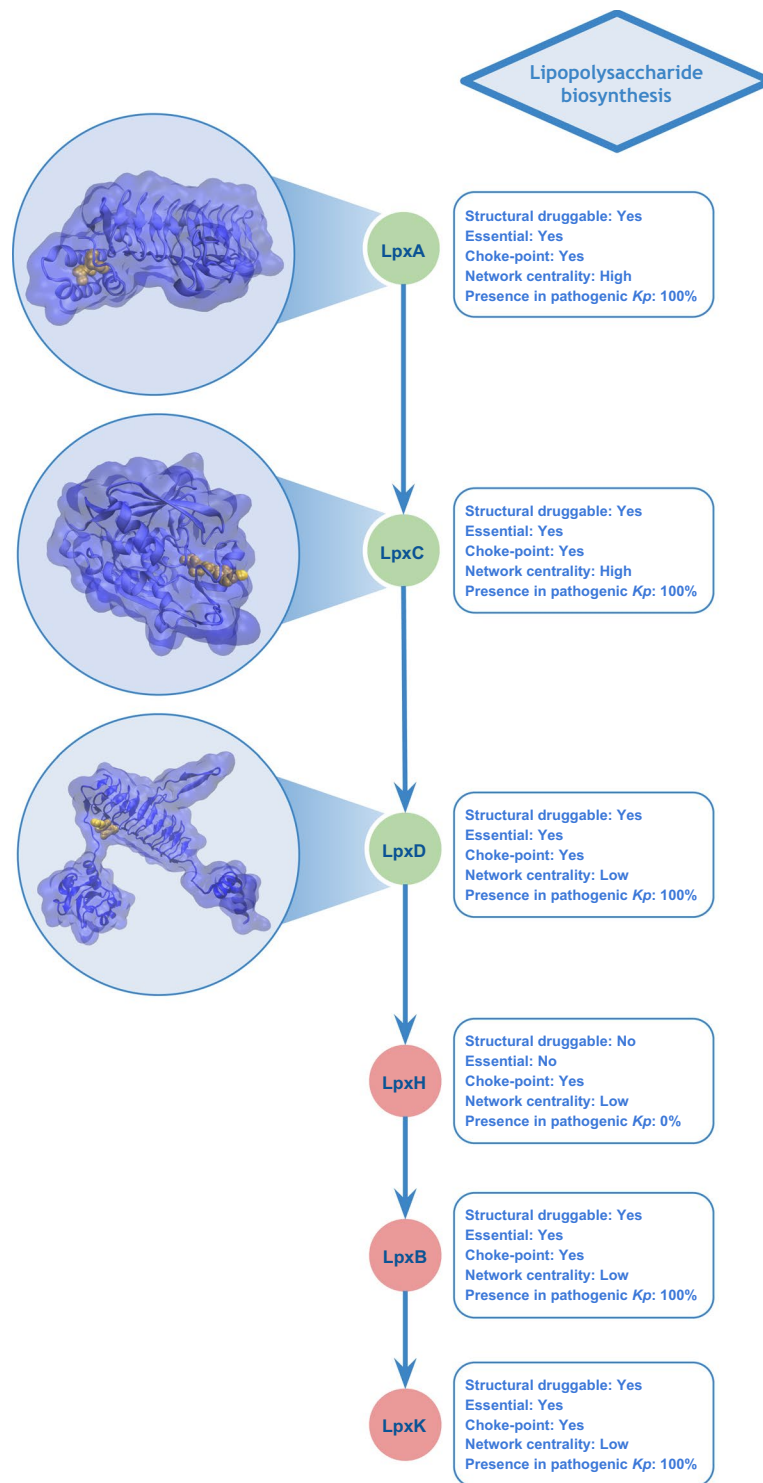 Lipopolysaccharide
biosynthesis
LpxA
Structural druggable: Yes
Essential: Yes
Choke-point: Yes
Network centrality: High
Presence in pathogenic Kp: 100%
LpxC
Structural druggable: Yes
Essential: Yes
Choke-point: Yes
Network centrality: High
Presence in pathogenic Kp: 100%
LpxD
Structural druggable: Yes
Essential: Yes
Choke-point: Yes
Network centrality: Low
Presence in pathogenic Kp: 100%
LpxH
Structural druggable: No
Essential: No
Choke-point: Yes
Network centrality: Low
Presence in pathogenic Kp: 0%
LpxB
Structural druggable: Yes
Essential: Yes
Choke-point: Yes
Network centrality: Low
Presence in pathogenic Kp: 100%
LpxK
Structural druggable: Yes
Essential: Yes
Choke-point: Yes
Network centrality: Low
Presence in pathogenic Kp: 100%